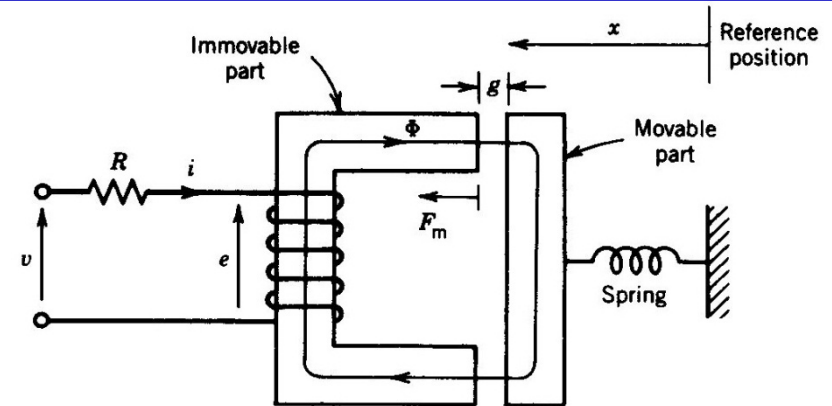 x
Reference
position
Immovable
part
g
Φ
Movable
part
R
i
F_m
v
e
Spring